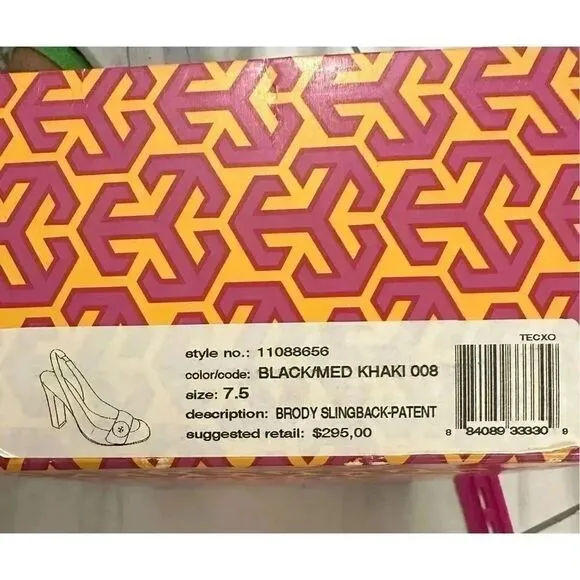 TECXO
style no.: 11088656
color/code: BLACK/MED KHAKI 008
size: 7.5
description: BRODY SLINGBACK-PATENT
suggested retail: $295,00
8 84089 33330 9